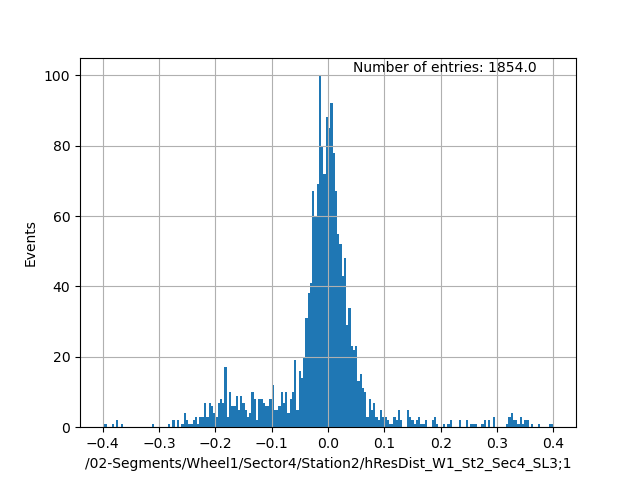 Number of entries: 1854.0
100
80
60
40
20
0
Events
−0.4 −0.3 −0.2 −0.1 0.0 0.1 0.2 0.3 0.4
/02-Segments/Wheel1/Sector4/Station2/hResDist_W1_St2_Sec4_SL3;1